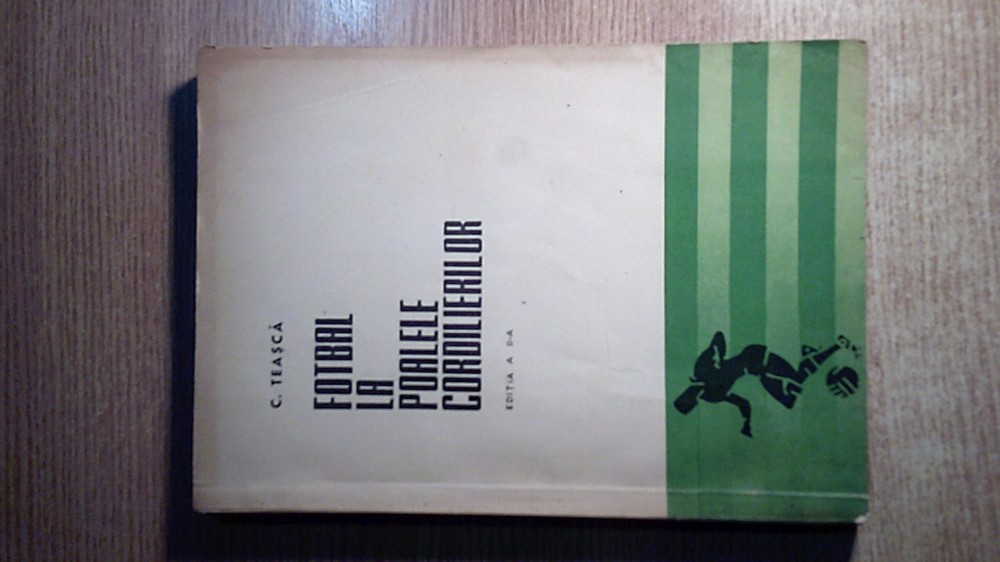 C. TEAȘCĂ
FOTBAL
LA
POALELE
CORDILIERILOR
EDIȚIA A II-A